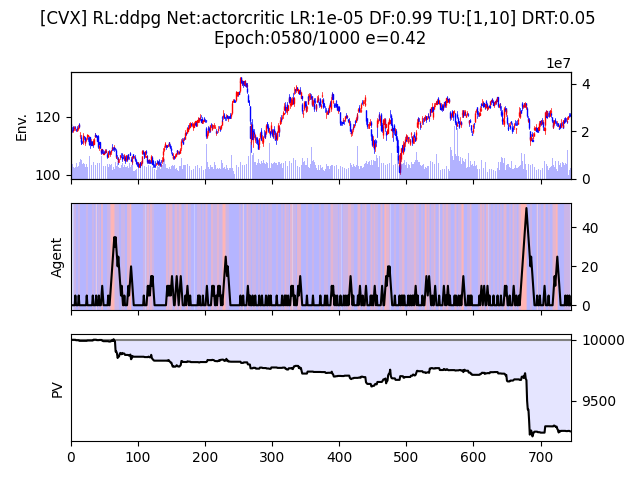 [CVX] RL:ddpg Net:actorcritic LR:1e-05 DF:0.99 TU:[1,10] DRT:0.05
Epoch:0580/1000 e=0.42
1e7
Env.
120
100
4
2
0
Agent
40
20
0
PV
10000
9500
0 100 200 300 400 500 600 700